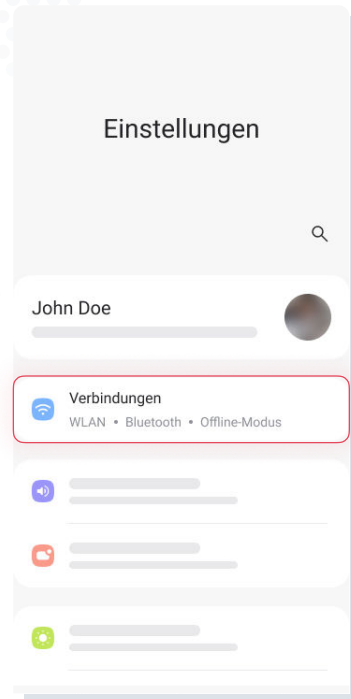 Einstellungen
John Doe
Verbindungen
WLAN • Bluetooth • Offline-Modus